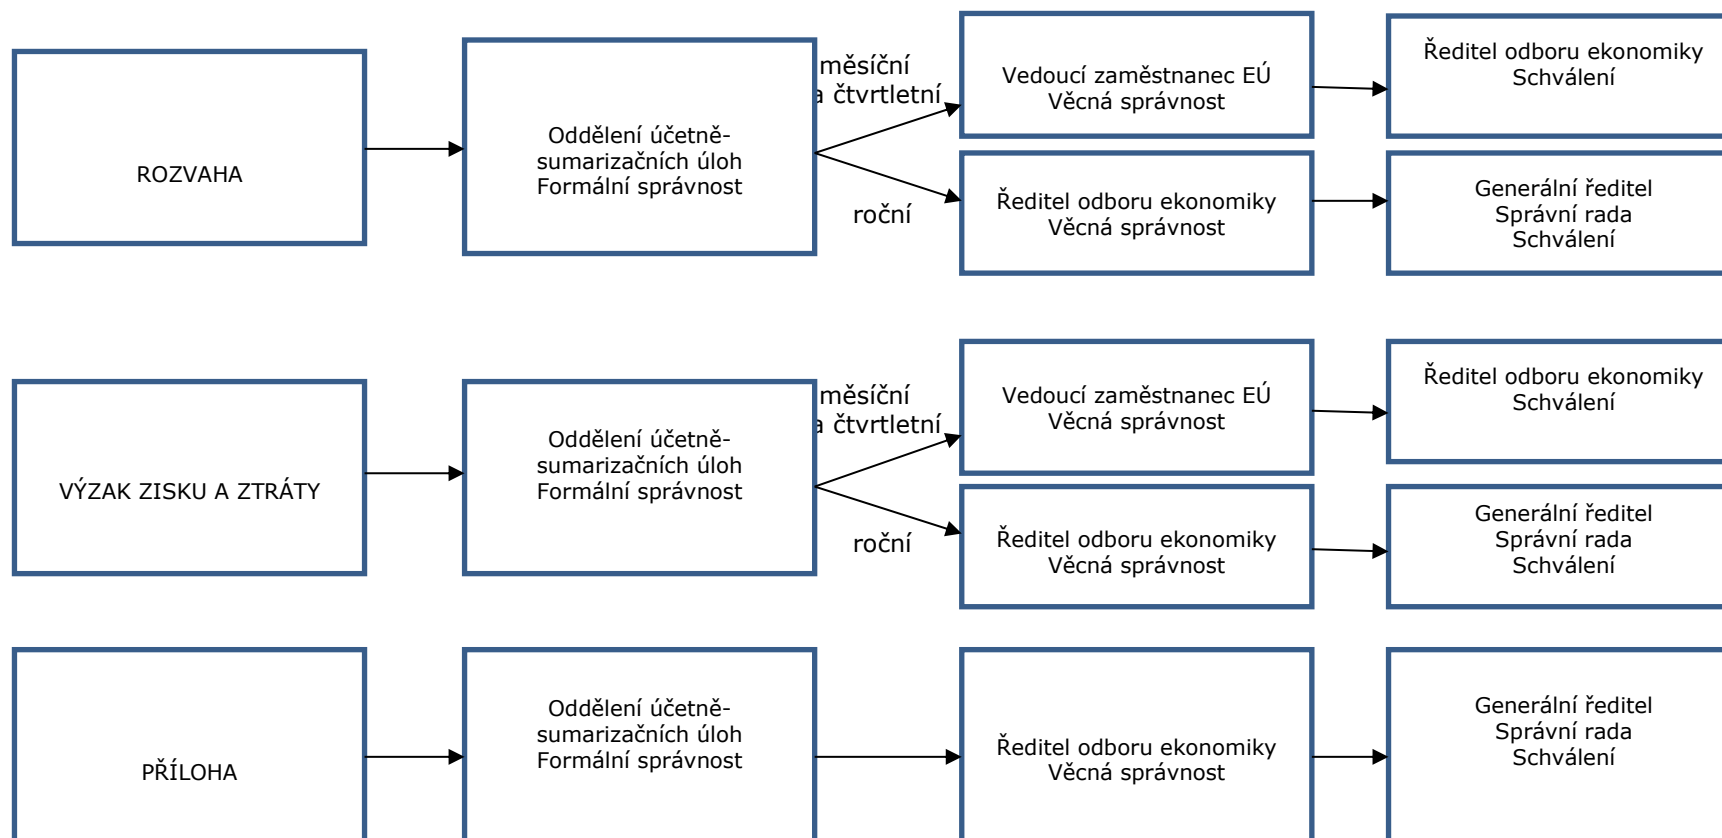 ROZVAHA
Oddělení účetně-
sumarizačních úloh
Formální správnost
měsíční
a čtvrtletní
roční
Vedoucí zaměstnanec EÚ
Věcná správnost
Ředitel odboru ekonomiky
Schválení
Ředitel odboru ekonomiky
Věcná správnost
Generální ředitel
Správní rada
Schválení
VÝZAK ZISKU A ZTRÁTY
Oddělení účetně-
sumarizačních úloh
Formální správnost
měsíční
a čtvrtletní
roční
Vedoucí zaměstnanec EÚ
Věcná správnost
Ředitel odboru ekonomiky
Schválení
Ředitel odboru ekonomiky
Věcná správnost
Generální ředitel
Správní rada
Schválení
PŘÍLOHA
Oddělení účetně-
sumarizačních úloh
Formální správnost
Ředitel odboru ekonomiky
Věcná správnost
Generální ředitel
Správní rada
Schválení